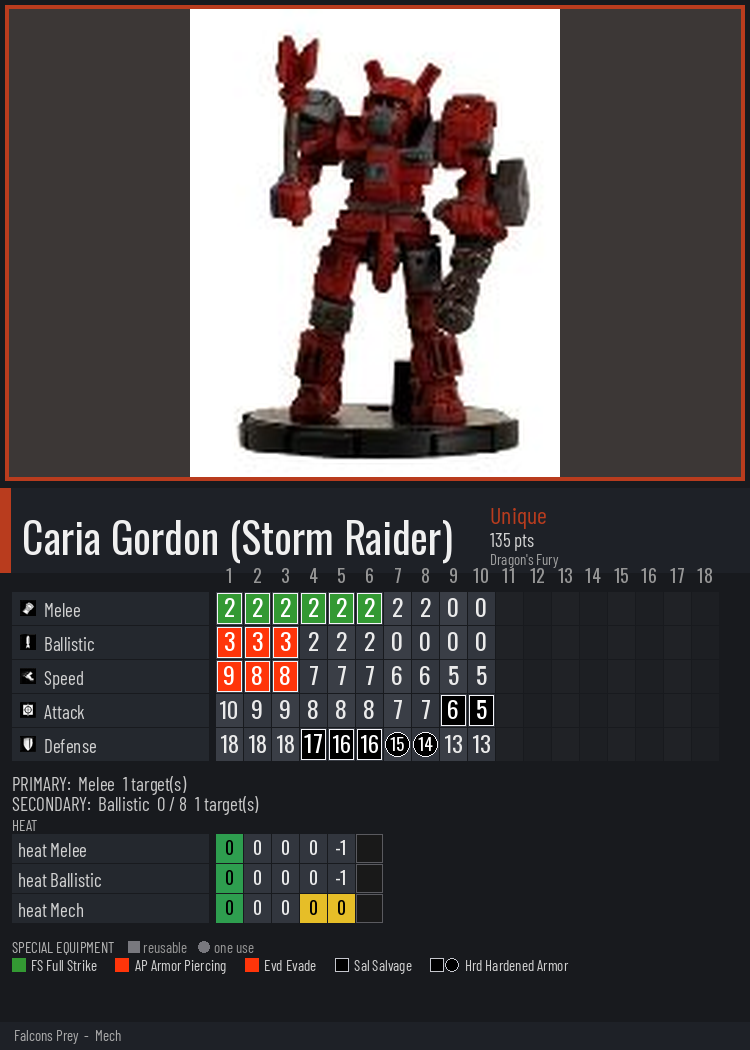 Caria Gordon (Storm Raider)
Unique
135 pts
Dragon's Fury
1 2 3 4 5 6 7 8 9 10 11 12 13 14 15 16 17 18
Melee 2 2 2 2 2 2 2 2 0 0
Ballistic 3 3 3 2 2 2 0 0 0 0
Speed 9 8 8 7 7 7 6 6 5 5
Attack 10 9 9 8 8 8 7 7 6 5
Defense 18 18 18 17 16 16 15 14 13 13
PRIMARY: Melee 1 target(s)
SECONDARY: Ballistic 0 / 8 1 target(s)
HEAT
heat Melee 0 0 0 0 -1
heat Ballistic 0 0 0 0 -1
heat Mech 0 0 0 0 0
SPECIAL EQUIPMENT reusable one use
FS Full Strike AP Armor Piercing Evd Evade Sal Salvage Hrd Hardened Armor
Falcons Prey - Mech